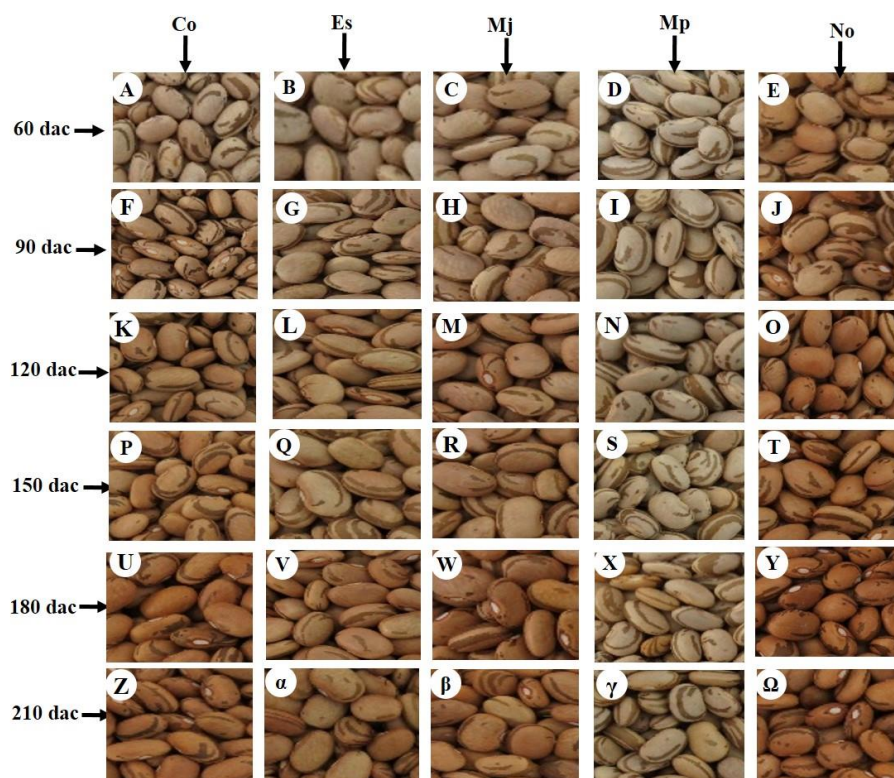 Co Es Mj Mp No
A B C D E
60 dac
F G H I J
90 dac
K L M N O
120 dac
P Q R S T
150 dac
U V W X Y
180 dac
Z α β γ Ω
210 dac